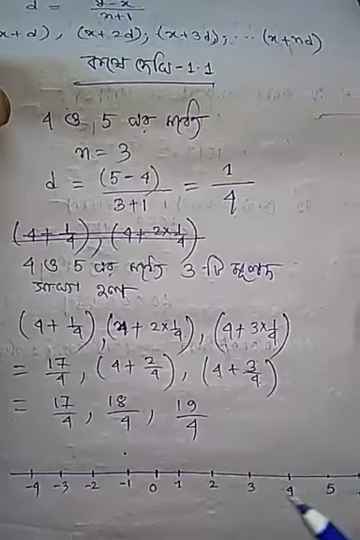 d = (y-x)/(n+1)
(x+d), (x+2d), (x+3d), ... (x+nd)
কষে দেখি - 1.1
4 ও 5 এর মধ্যে
n = 3
d = (5-4)/(3+1) = 1/4
(4+1/4), (4+2×1/4)
4 ও 5 এর মধ্যে 3 টি মূলদ
সংখ্যা হল
(4+1/4), (4+2×1/4), (4+3×1/4)
= 17/4, (4+2/4), (4+3/4)
= 17/4, 18/4, 19/4
-4 -3 -2 -1 0 1 2 3 4 5